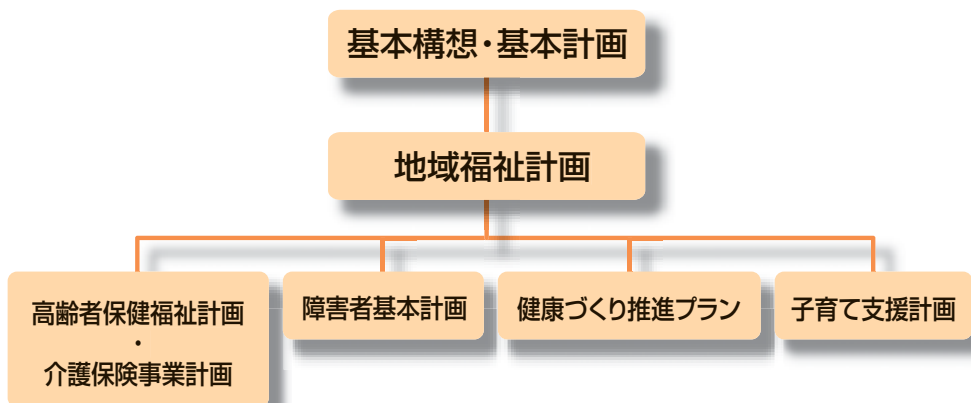 基本構想・基本計画
地域福祉計画
高齢者保健福祉計画
・
介護保険事業計画
障害者基本計画
健康づくり推進プラン
子育て支援計画